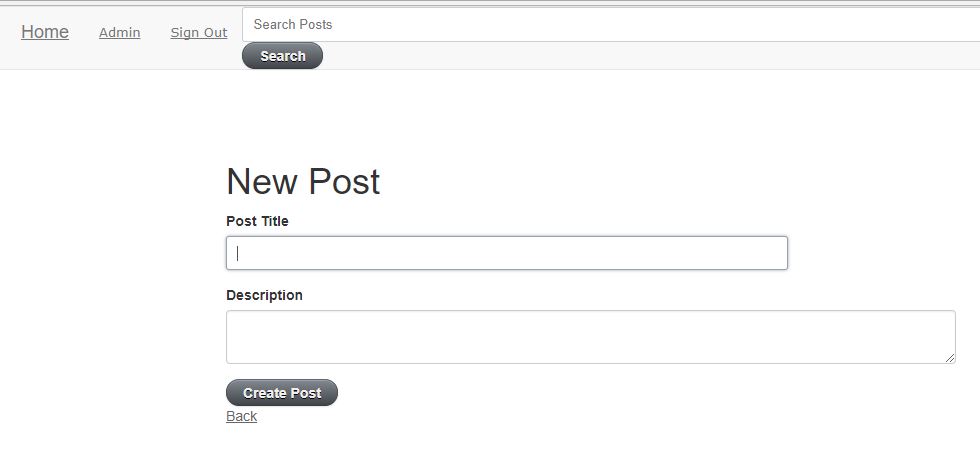 Home Admin Sign Out Search Posts
Search
New Post
Post Title
Description
Create Post
Back